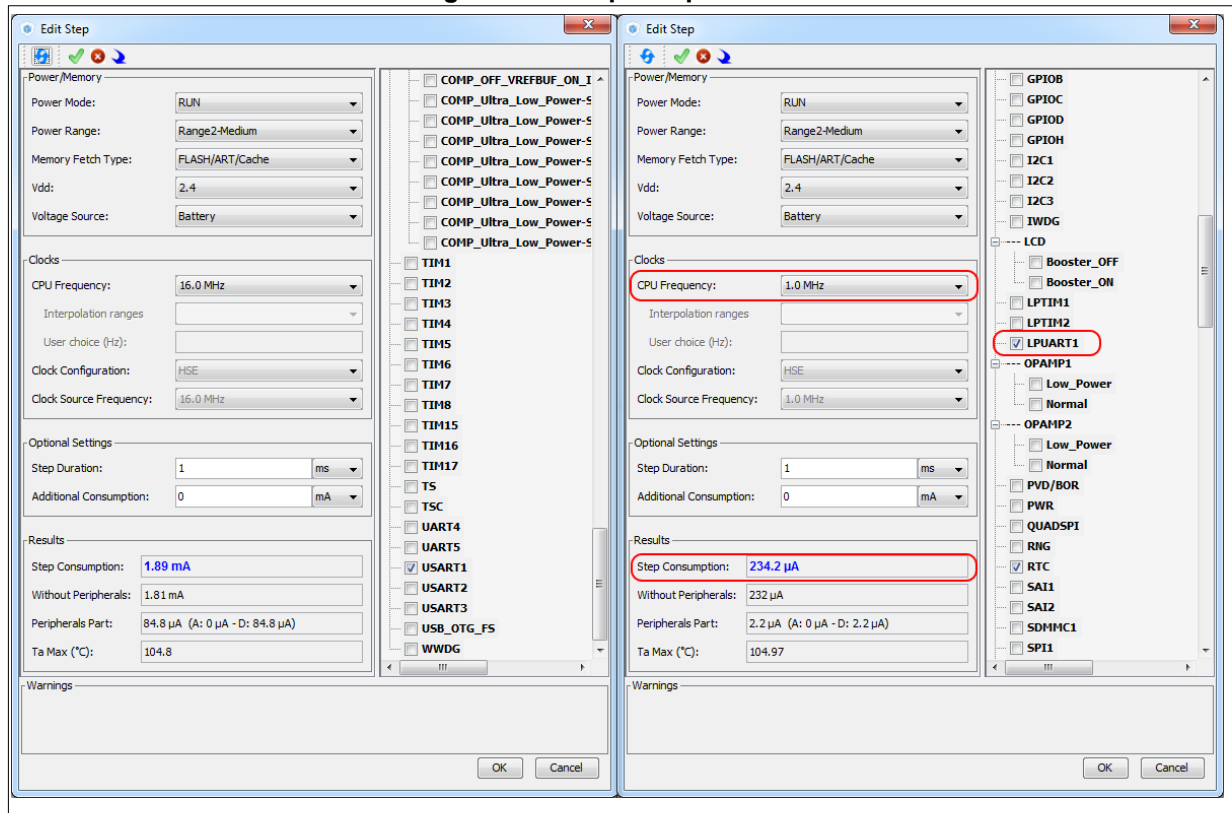 Edit Step
Power/Memory
Power Mode:
RUN
Power Range:
Range2-Medium
Memory Fetch Type:
FLASH/ART/Cache
Vdd:
2.4
Voltage Source:
Battery
Clocks
CPU Frequency:
16.0 MHz
Interpolation ranges
User choice (Hz):
Clock Configuration:
HSE
Clock Source Frequency:
16.0 MHz
Optional Settings
Step Duration:
1
ms
Additional Consumption:
0
mA
Results
Step Consumption:
1.89 mA
Without Peripherals:
1.81 mA
Peripherals Part:
84.8 µA (A: 0 µA - D: 84.8 µA)
Ta Max (°C):
104.8
COMP_OFF_VREFBUF_ON_I
COMP_Ultra_Low_Power-S
COMP_Ultra_Low_Power-S
COMP_Ultra_Low_Power-S
COMP_Ultra_Low_Power-S
COMP_Ultra_Low_Power-S
COMP_Ultra_Low_Power-S
COMP_Ultra_Low_Power-S
COMP_Ultra_Low_Power-S
TIM1
TIM2
TIM3
TIM4
TIM5
TIM6
TIM7
TIM8
TIM15
TIM16
TIM17
TS
TSC
UART4
UART5
USART1
USART2
USART3
USB_OTG_FS
WWDG
Warnings
OK
Cancel
Edit Step
Power/Memory
Power Mode:
RUN
Power Range:
Range2-Medium
Memory Fetch Type:
FLASH/ART/Cache
Vdd:
2.4
Voltage Source:
Battery
Clocks
CPU Frequency:
1.0 MHz
Interpolation ranges
User choice (Hz):
Clock Configuration:
HSE
Clock Source Frequency:
1.0 MHz
Optional Settings
Step Duration:
1
ms
Additional Consumption:
0
mA
Results
Step Consumption:
234.2 µA
Without Peripherals:
232 µA
Peripherals Part:
2.2 µA (A: 0 µA - D: 2.2 µA)
Ta Max (°C):
104.97
GPIOB
GPIOC
GPIOD
GPIOH
I2C1
I2C2
I2C3
IWDG
LCD
Booster_OFF
Booster_ON
LPTIM1
LPTIM2
LPUART1
OPAMP1
Low_Power
Normal
OPAMP2
Low_Power
Normal
PVD/BOR
PWR
QUADSPI
RNG
RTC
SAI1
SAI2
SDMMC1
SPI1
Warnings
OK
Cancel